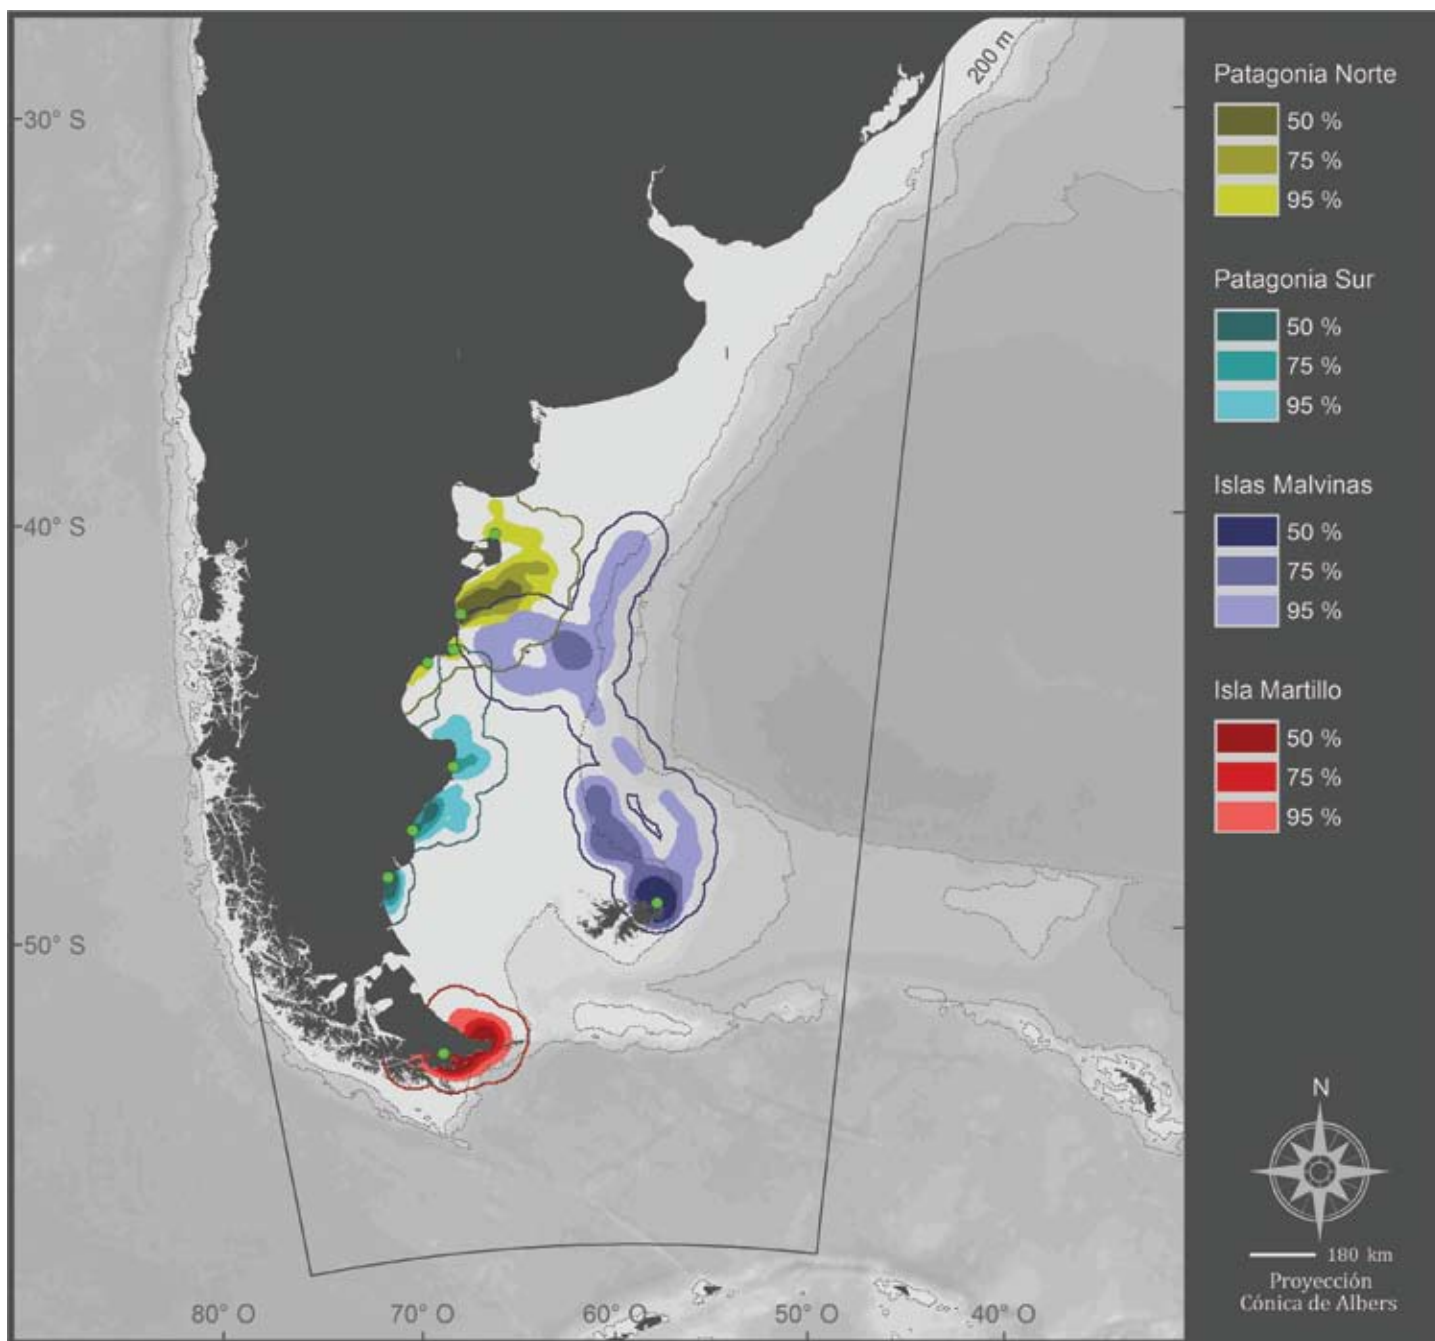 200 m
30° S
40° S
50° S
80° O
70° O
60° O
50° O
40° O
Patagonia Norte
50 %
75 %
95 %
Patagonia Sur
50 %
75 %
95 %
Islas Malvinas
50 %
75 %
95 %
Isla Martillo
50 %
75 %
95 %
N
180 km
Proyección
Cónica de Albers